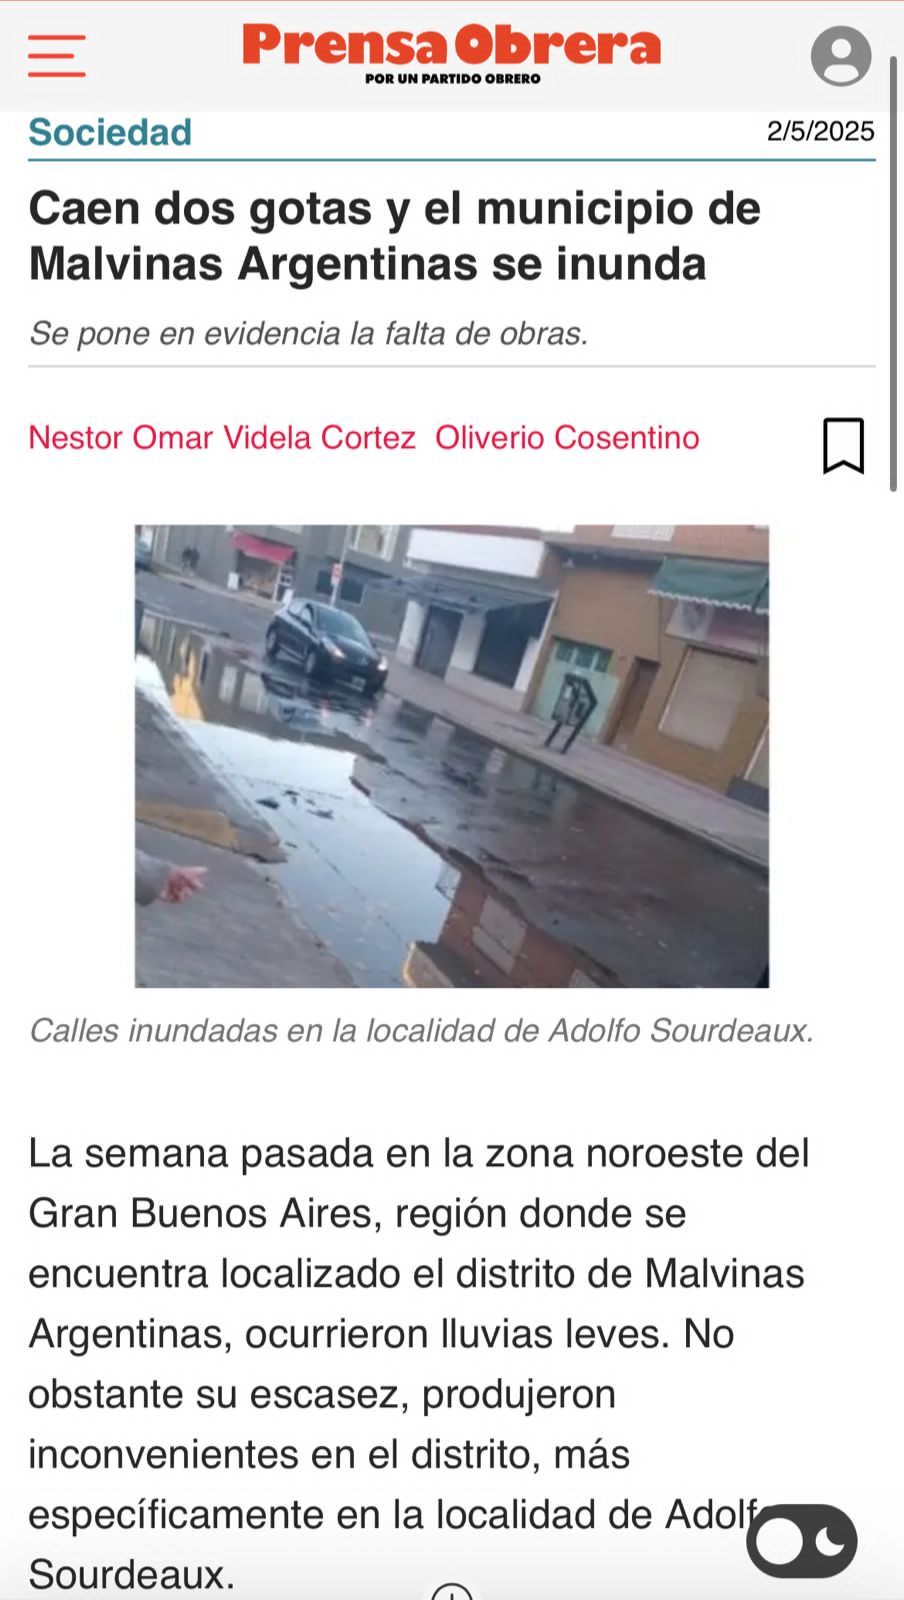 Prensa Obrera
POR UN PARTIDO OBRERO
Sociedad
2/5/2025
Caen dos gotas y el municipio de
Malvinas Argentinas se inunda
Se pone en evidencia la falta de obras.
Nestor Omar Videla Cortez Oliverio Cosentino
Calles inundadas en la localidad de Adolfo Sourdeaux.
La semana pasada en la zona noroeste del
Gran Buenos Aires, región donde se
encuentra localizado el distrito de Malvinas
Argentinas, ocurrieron lluvias leves. No
obstante su escasez, produjeron
inconvenientes en el distrito, más
específicamente en la localidad de Adolfo
Sourdeaux.